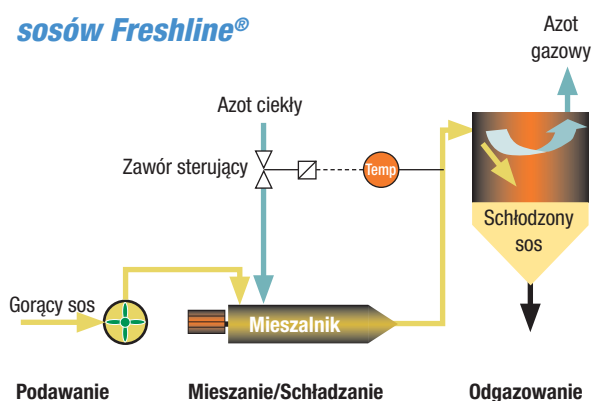 sosów Freshline®
Azot
gazowy
Azot ciekły
Zawór sterujący
Temp
Schłodzony
sos
Gorący sos
Mieszalnik
Podawanie
Mieszanie/Schładzanie
Odgazowanie